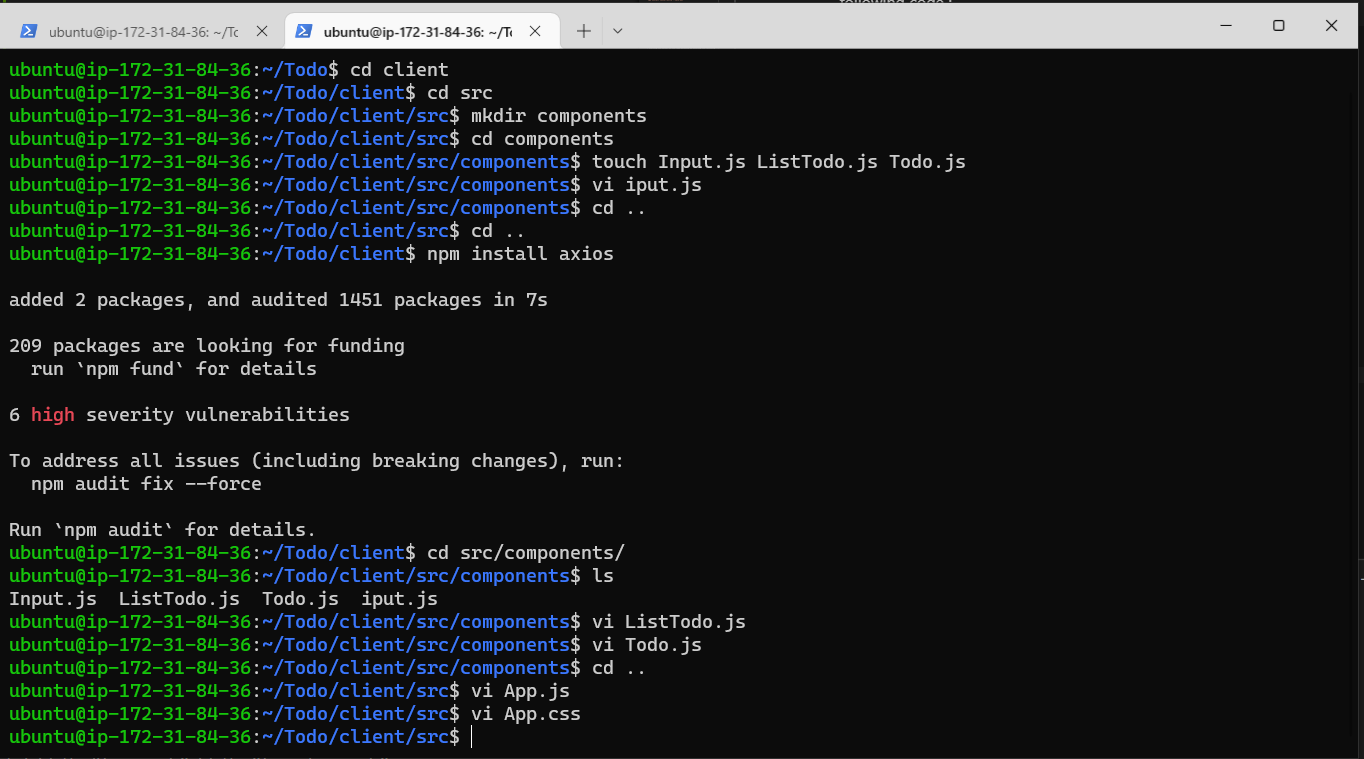 following code!
ubuntu@ip-172-31-84-36: ~/To
ubuntu@ip-172-31-84-36: ~/To
ubuntu@ip-172-31-84-36:~/Todo$ cd client
ubuntu@ip-172-31-84-36:~/Todo/client$ cd src
ubuntu@ip-172-31-84-36:~/Todo/client/src$ mkdir components
ubuntu@ip-172-31-84-36:~/Todo/client/src$ cd components
ubuntu@ip-172-31-84-36:~/Todo/client/src/components$ touch Input.js ListTodo.js Todo.js
ubuntu@ip-172-31-84-36:~/Todo/client/src/components$ vi iput.js
ubuntu@ip-172-31-84-36:~/Todo/client/src/components$ cd ..
ubuntu@ip-172-31-84-36:~/Todo/client/src$ cd ..
ubuntu@ip-172-31-84-36:~/Todo/client$ npm install axios
added 2 packages, and audited 1451 packages in 7s
209 packages are looking for funding
  run `npm fund` for details
6 high severity vulnerabilities
To address all issues (including breaking changes), run:
  npm audit fix --force
Run `npm audit` for details.
ubuntu@ip-172-31-84-36:~/Todo/client$ cd src/components/
ubuntu@ip-172-31-84-36:~/Todo/client/src/components$ ls
Input.js  ListTodo.js  Todo.js  iput.js
ubuntu@ip-172-31-84-36:~/Todo/client/src/components$ vi ListTodo.js
ubuntu@ip-172-31-84-36:~/Todo/client/src/components$ vi Todo.js
ubuntu@ip-172-31-84-36:~/Todo/client/src/components$ cd ..
ubuntu@ip-172-31-84-36:~/Todo/client/src$ vi App.js
ubuntu@ip-172-31-84-36:~/Todo/client/src$ vi App.css
ubuntu@ip-172-31-84-36:~/Todo/client/src$